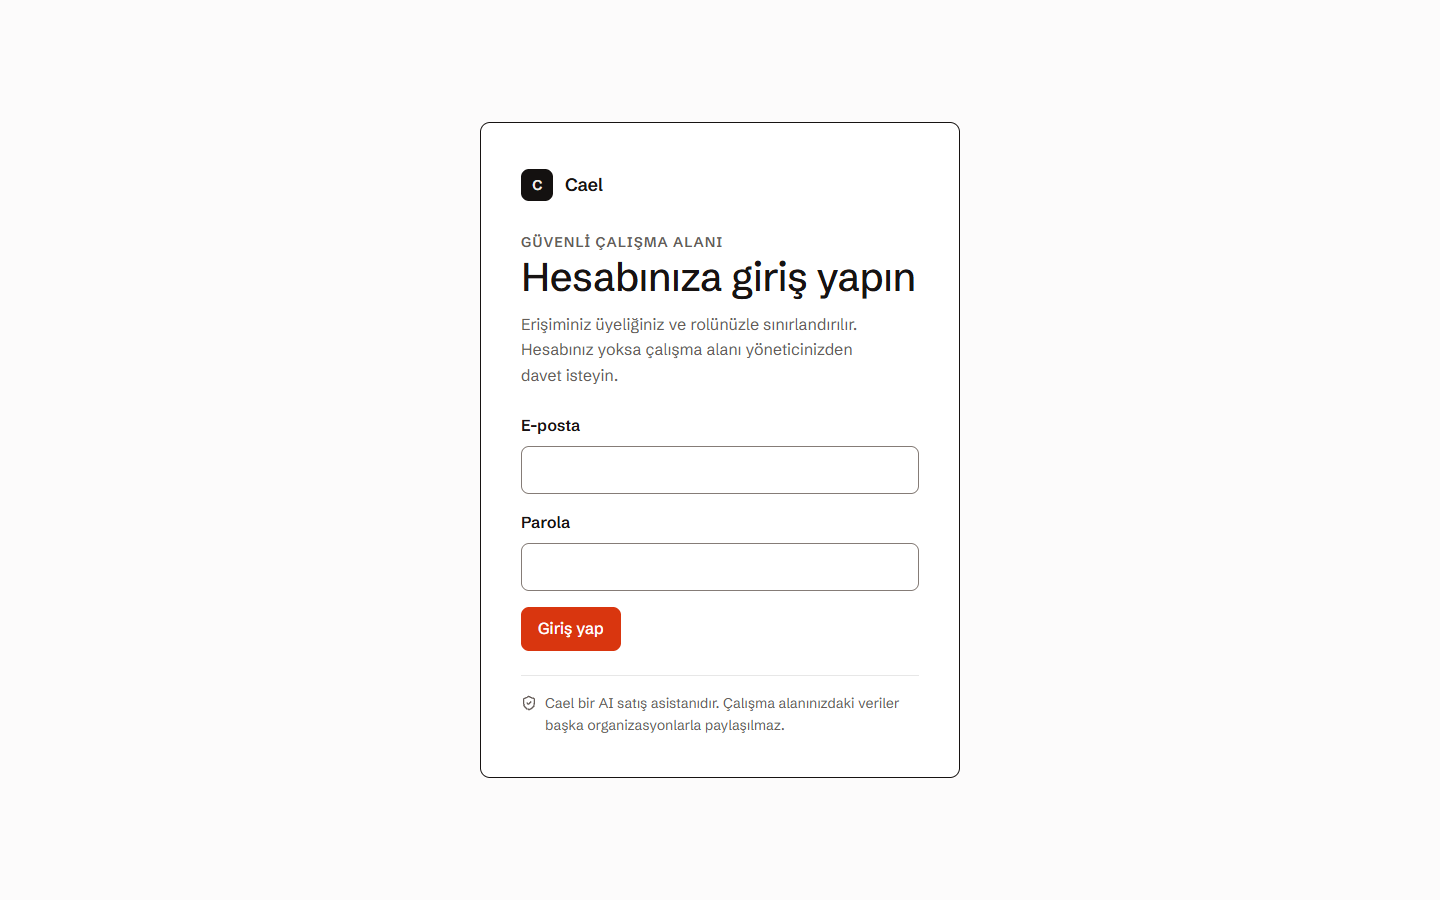 C
Cael
GÜVENLİ ÇALIŞMA ALANI
Hesabınıza giriş yapın
Erişiminiz üyeliğiniz ve rolünüzle sınırlandırılır.
Hesabınız yoksa çalışma alanı yöneticinizden
davet isteyin.
E-posta
Parola
Giriş yap
Cael bir AI satış asistanıdır. Çalışma alanınızdaki veriler
başka organizasyonlarla paylaşılmaz.